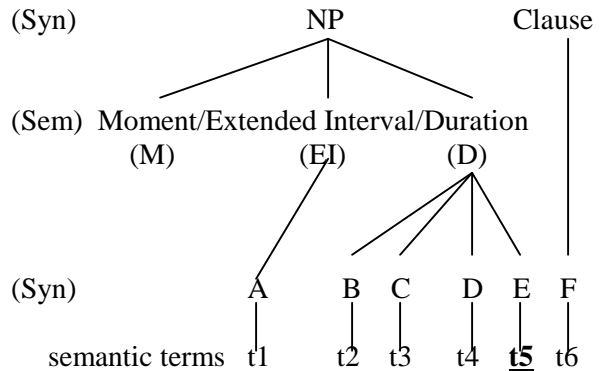 (Syn) NP Clause
(Sem) Moment/Extended Interval/Duration
(M) (EI) (D)
(Syn) A B C D E F
semantic terms t1 t2 t3 t4 t5 t6